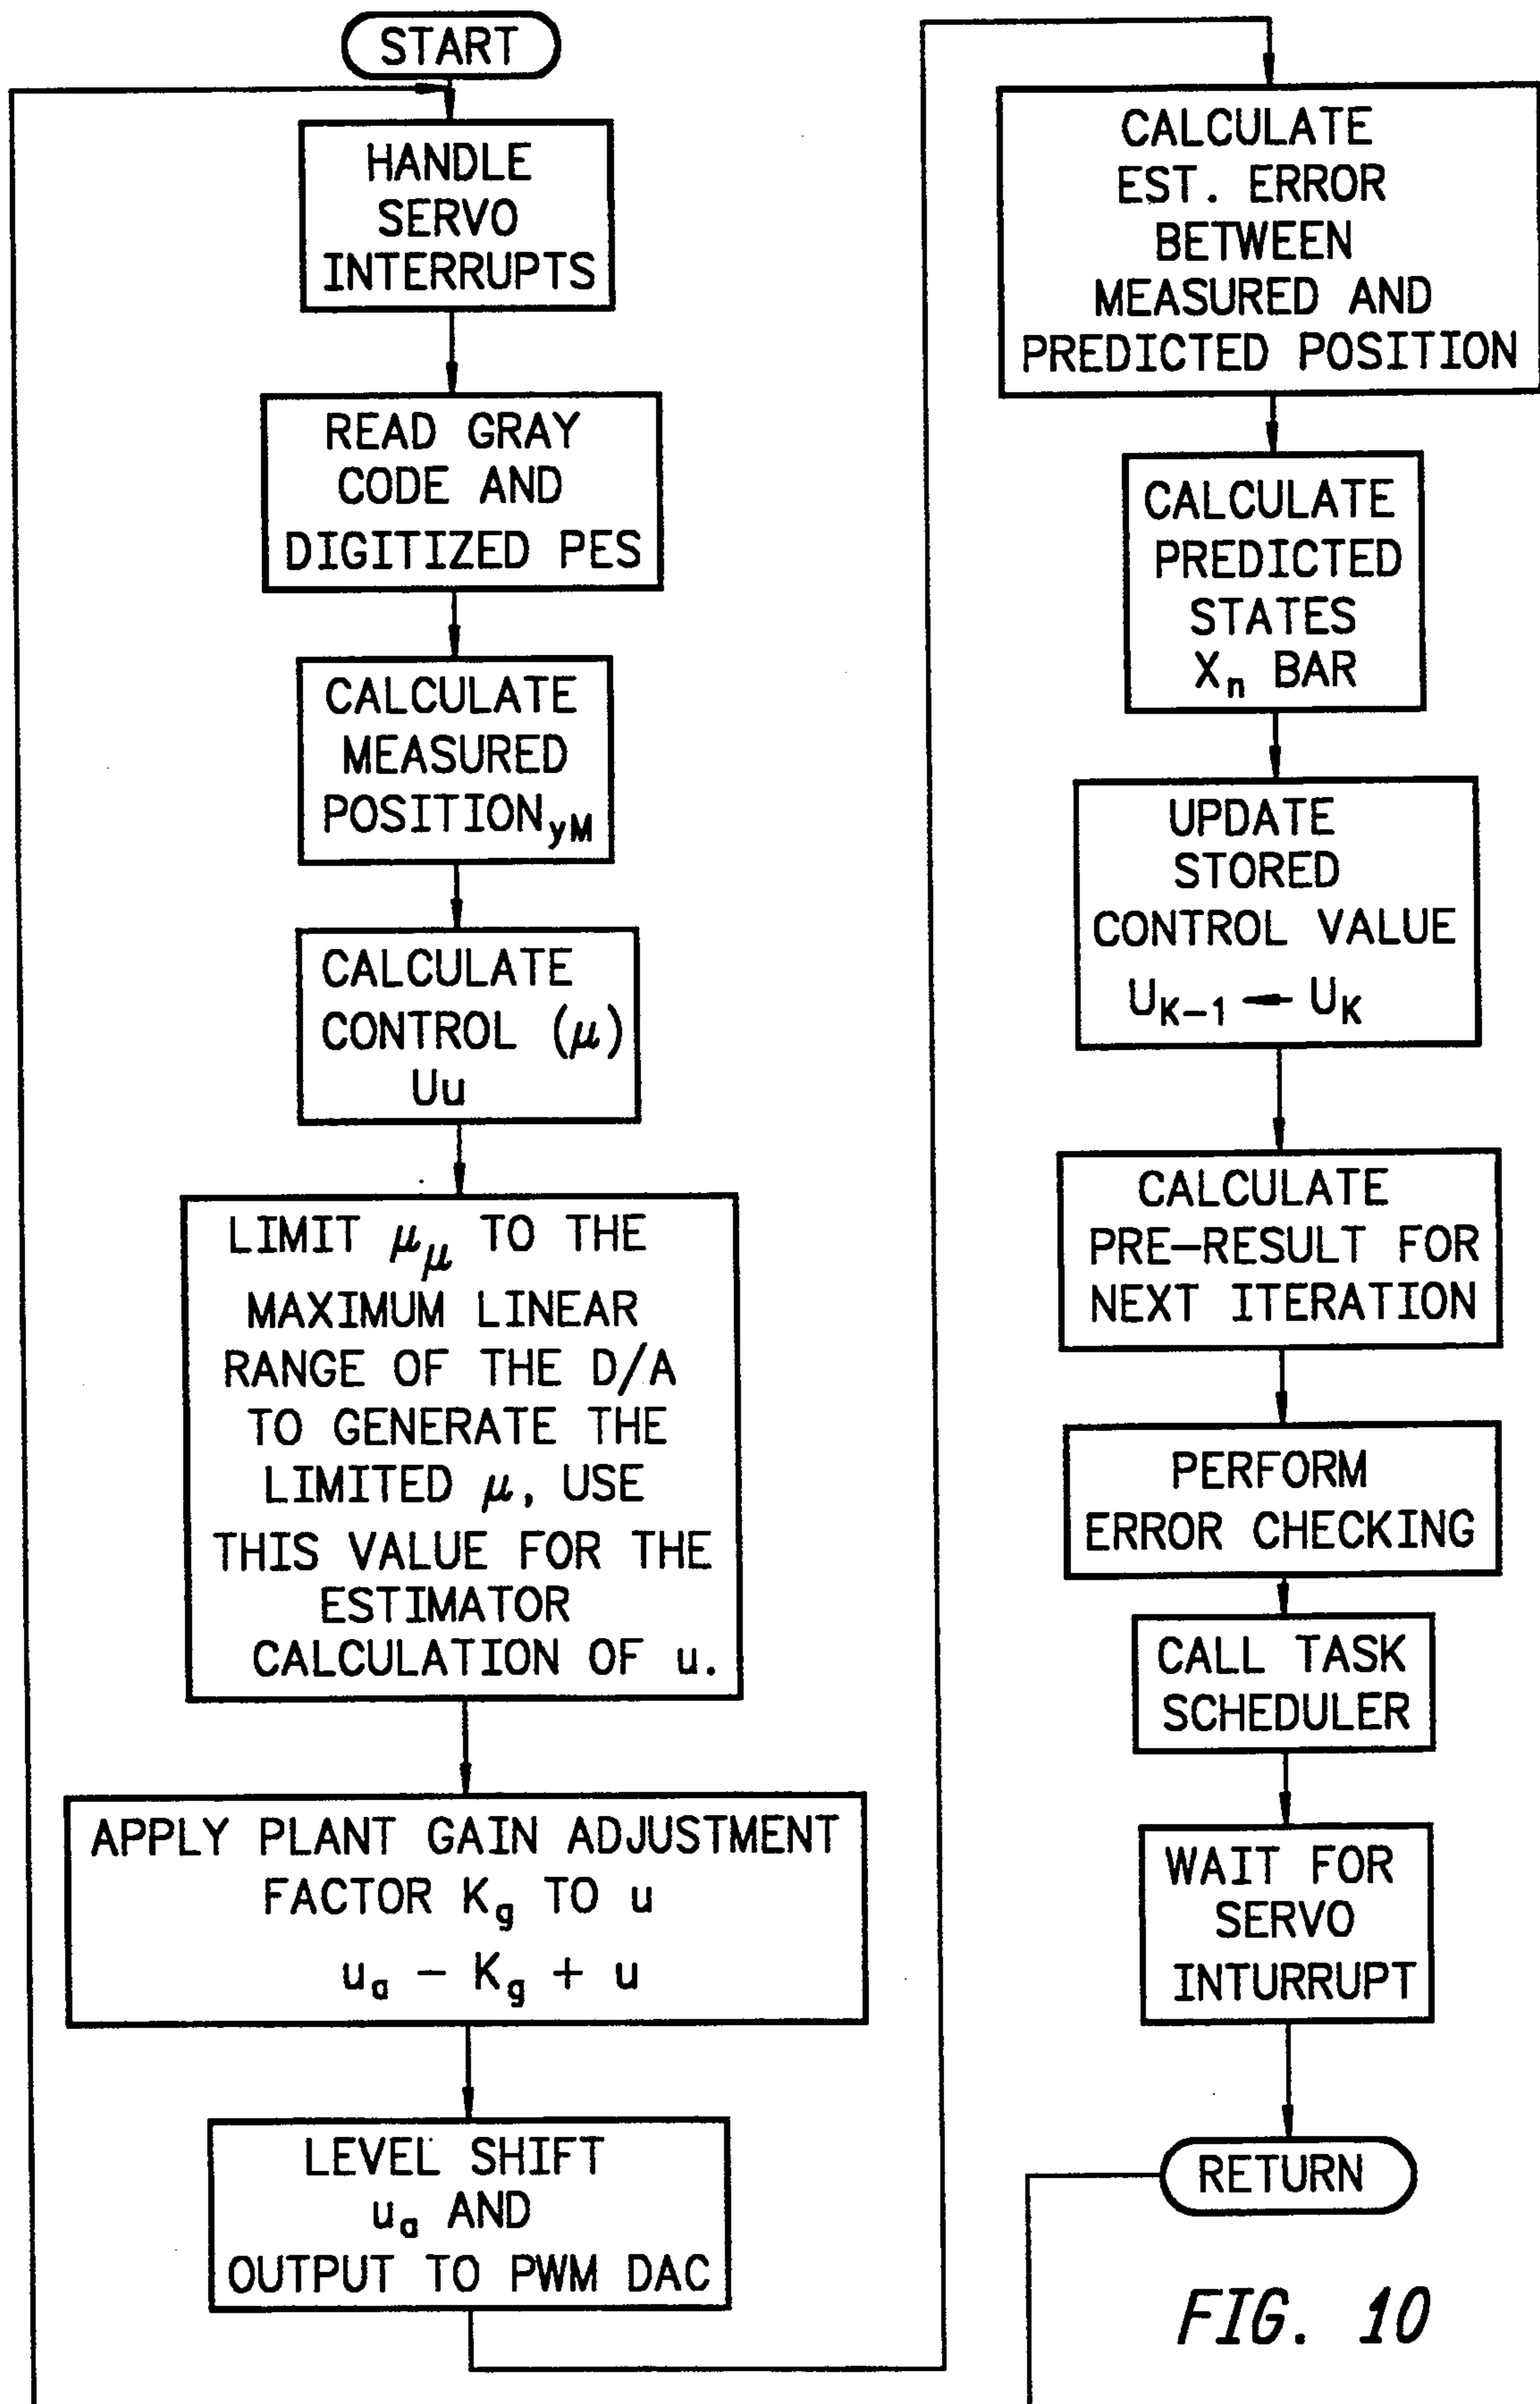 START
HANDLE
SERVO
INTERRUPTS
READ GRAY
CODE AND
DIGITIZED PES
CALCULATE
MEASURED
POSITION yM
CALCULATE
CONTROL (μ)
Uu
LIMIT μμ TO THE
MAXIMUM LINEAR
RANGE OF THE D/A
TO GENERATE THE
LIMITED μ, USE
THIS VALUE FOR THE
ESTIMATOR
CALCULATION OF u.
APPLY PLANT GAIN ADJUSTMENT
FACTOR Kg TO u
ua − Kg + u
LEVEL SHIFT
ua AND
OUTPUT TO PWM DAC
CALCULATE
EST. ERROR
BETWEEN
MEASURED AND
PREDICTED POSITION
CALCULATE
PREDICTED
STATES
Xn BAR
UPDATE
STORED
CONTROL VALUE
UK−1 ← UK
CALCULATE
PRE−RESULT FOR
NEXT ITERATION
PERFORM
ERROR CHECKING
CALL TASK
SCHEDULER
WAIT FOR
SERVO
INTURRUPT
RETURN
FIG. 10